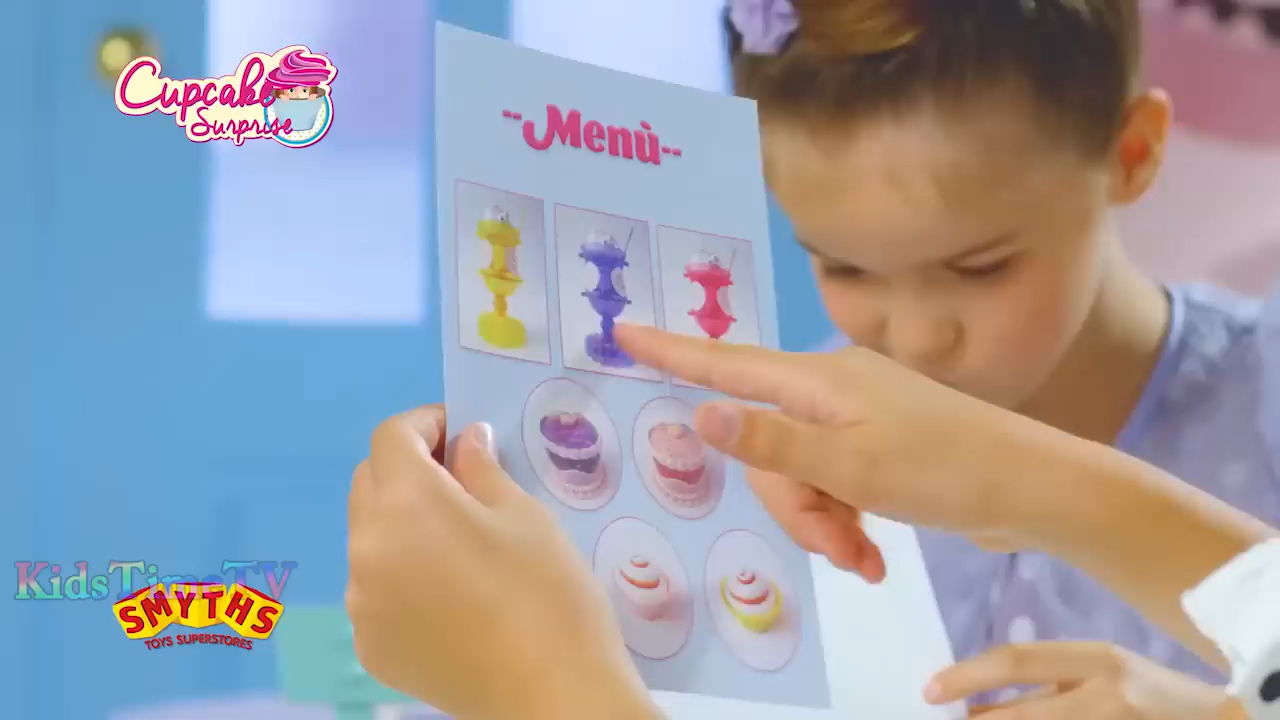 Cupcake
Surprise
--Menù--
KidsTimeTV
SMYTHS
TOYS SUPERSTORES